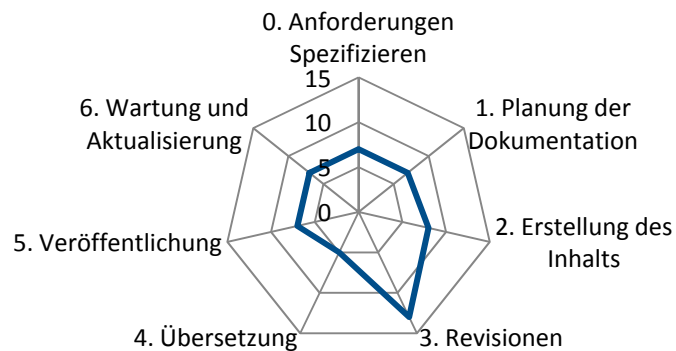 0. Anforderungen
Spezifizieren
15
6. Wartung und
Aktualisierung
10
1. Planung der
Dokumentation
5
0
5. Veröffentlichung
2. Erstellung des
Inhalts
4. Übersetzung
3. Revisionen